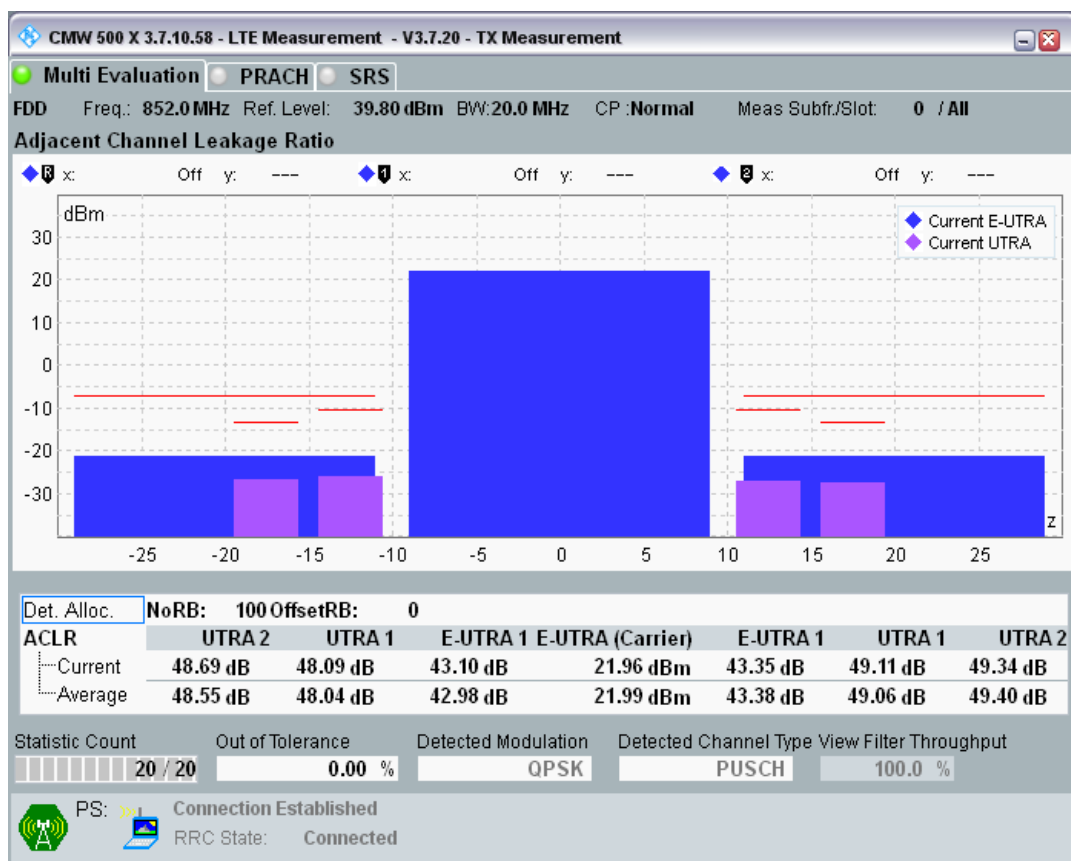 CMW 500 X 3.7.10.58 - LTE Measurement - V3.7.20 - TX Measurement
Multi Evaluation PRACH SRS
FDD Freq.: 852.0 MHz Ref. Level: 39.80 dBm BW:20.0 MHz CP :Normal Meas Subfr./Slot: 0 / All
Adjacent Channel Leakage Ratio
R x: Off y: --- 1 x: Off y: --- 2 x: Off y: ---
dBm
Current E-UTRA
Current UTRA
30
20
10
0
-10
-20
-30
z
-25 -20 -15 -10 -5 0 5 10 15 20 25
Det. Alloc. NoRB: 100 OffsetRB: 0
ACLR UTRA 2 UTRA 1 E-UTRA 1 E-UTRA (Carrier) E-UTRA 1 UTRA 1 UTRA 2
Current 48.69 dB 48.09 dB 43.10 dB 21.96 dBm 43.35 dB 49.11 dB 49.34 dB
Average 48.55 dB 48.04 dB 42.98 dB 21.99 dBm 43.38 dB 49.06 dB 49.40 dB
Statistic Count Out of Tolerance Detected Modulation Detected Channel Type View Filter Throughput
20 / 20 0.00 % QPSK PUSCH 100.0 %
PS: Connection Established
RRC State: Connected